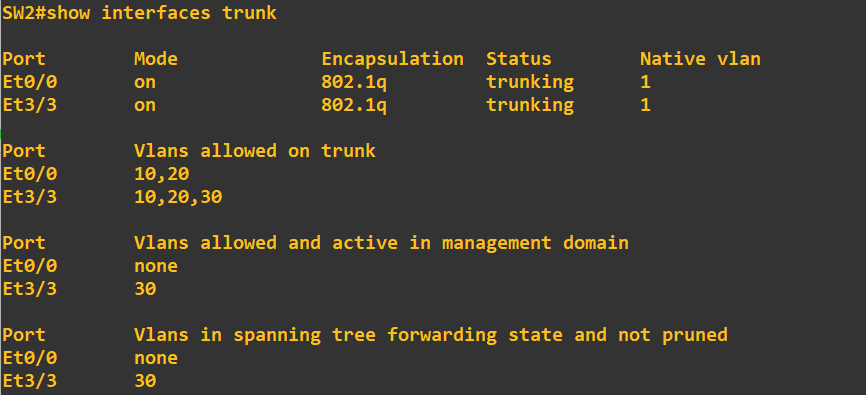 SW2#show interfaces trunk
Port Mode Encapsulation Status Native vlan
Et0/0 on 802.1q trunking 1
Et3/3 on 802.1q trunking 1
Port Vlans allowed on trunk
Et0/0 10,20
Et3/3 10,20,30
Port Vlans allowed and active in management domain
Et0/0 none
Et3/3 30
Port Vlans in spanning tree forwarding state and not pruned
Et0/0 none
Et3/3 30